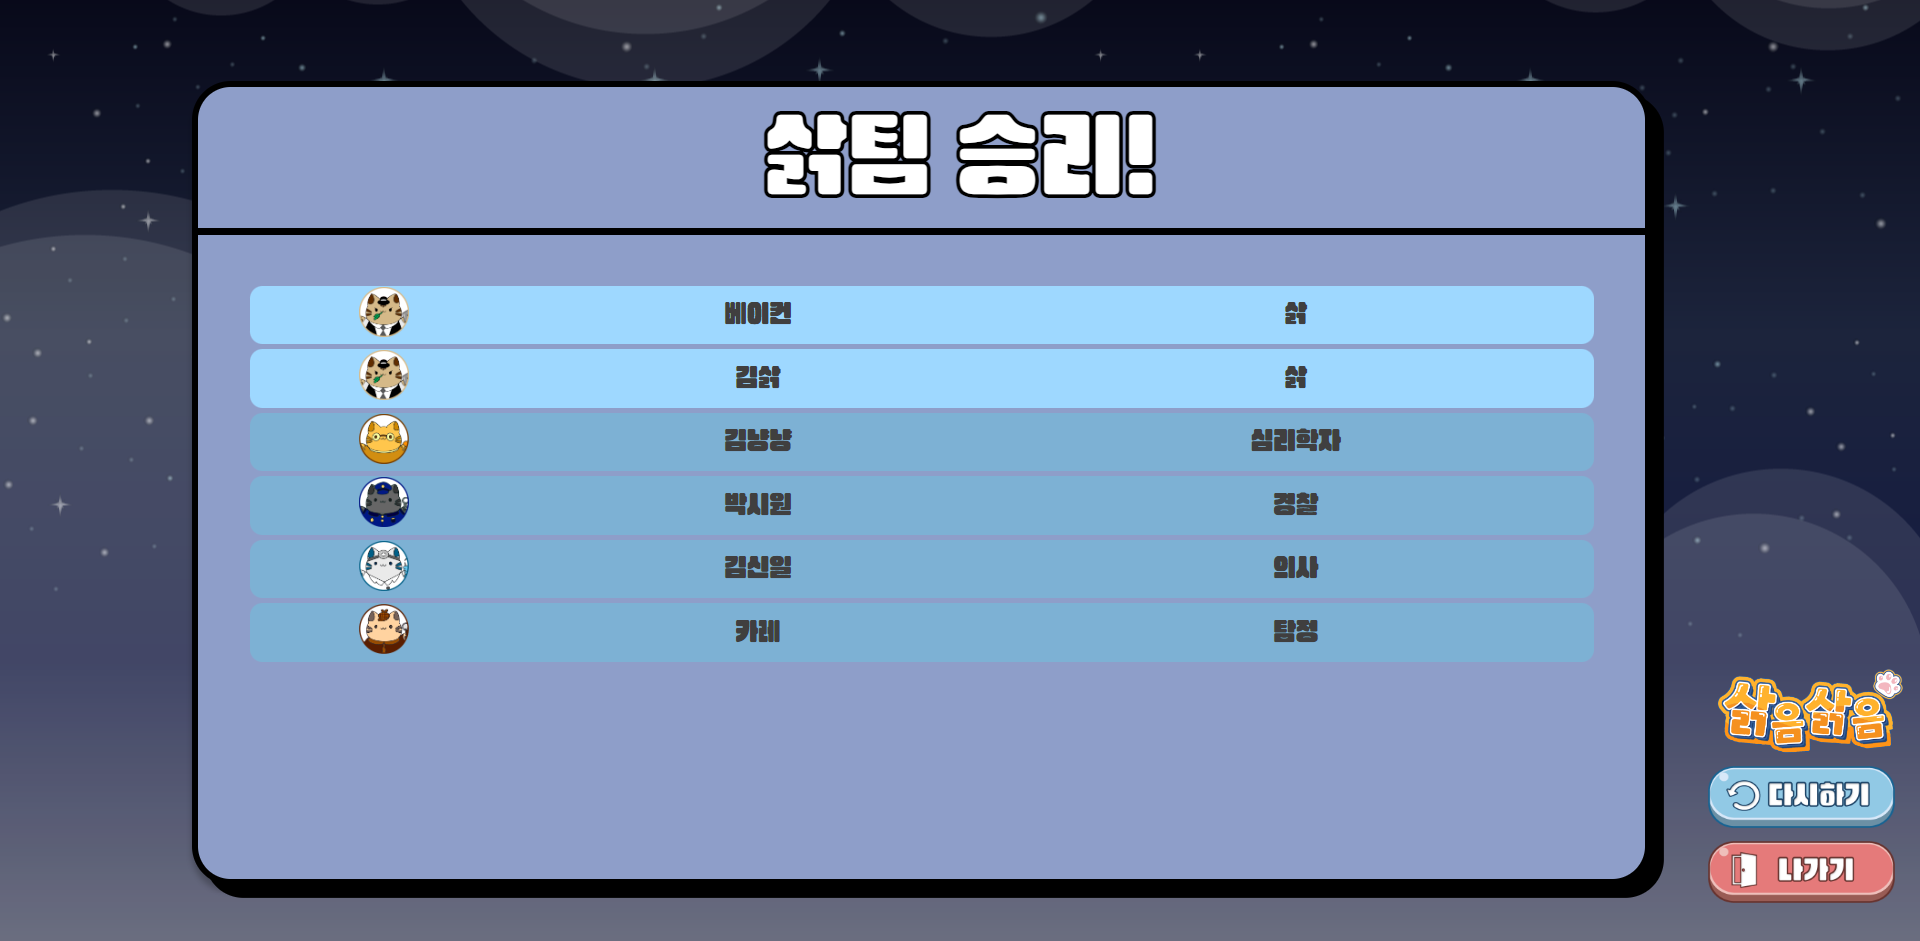 삵팀 승리!
베이컨 삵
김삵 삵
김냥냥 심리학자
박시원 경찰
김신일 의사
카레 탐정
삵음삵음
다시하기
나가기